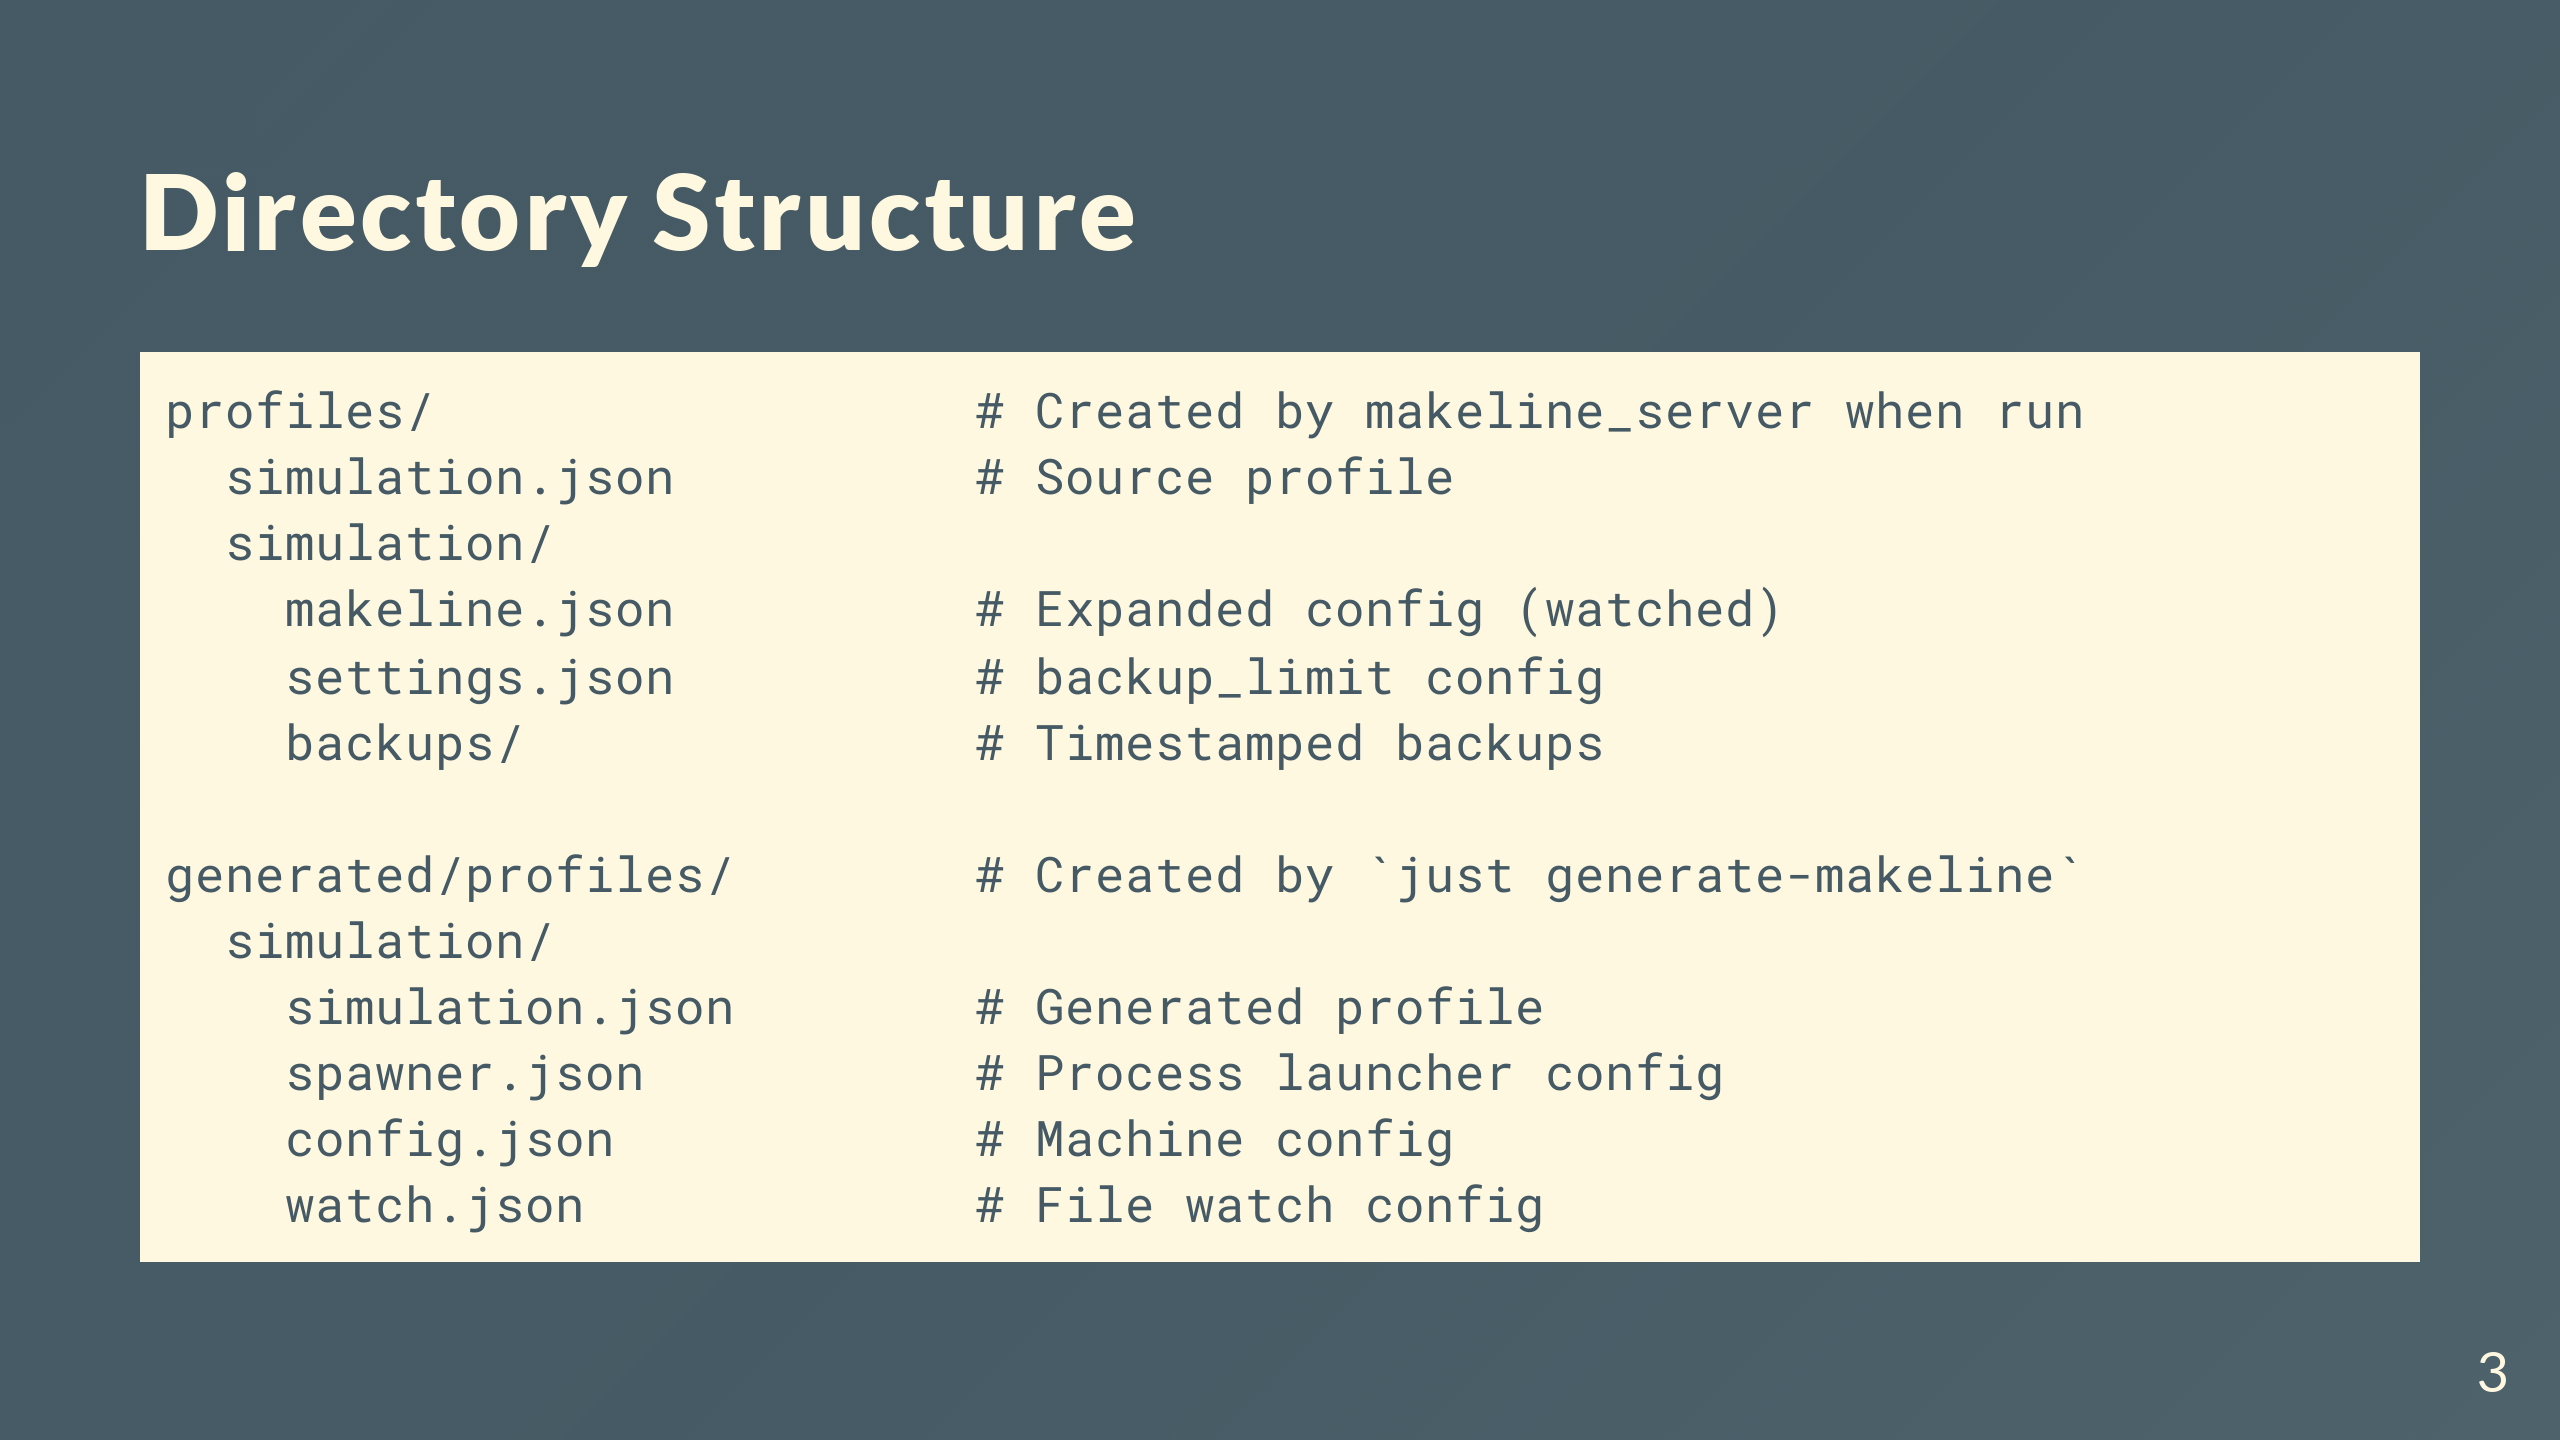 Directory Structure
profiles/                  # Created by makeline_server when run
  simulation.json          # Source profile
  simulation/
    makeline.json          # Expanded config (watched)
    settings.json          # backup_limit config
    backups/               # Timestamped backups

generated/profiles/        # Created by `just generate-makeline`
  simulation/
    simulation.json        # Generated profile
    spawner.json           # Process launcher config
    config.json            # Machine config
    watch.json             # File watch config
3